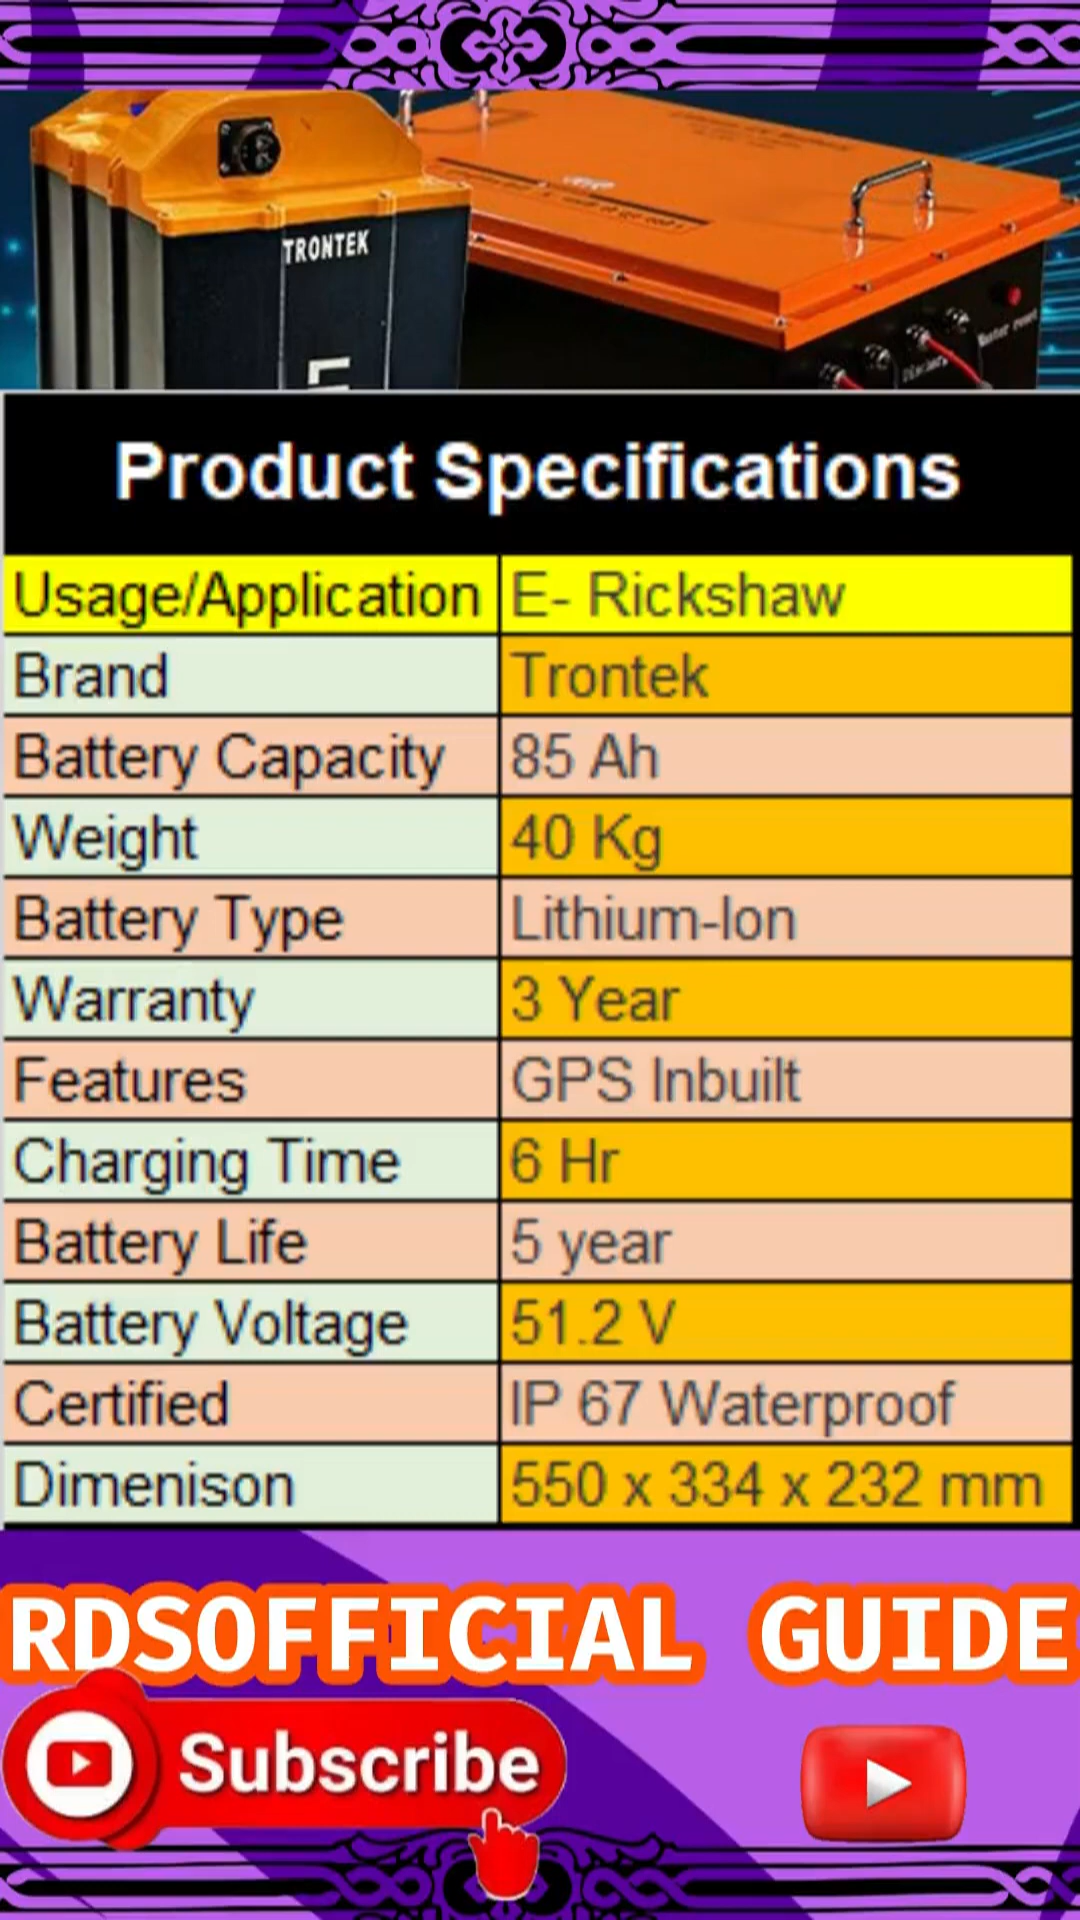 TRONTEK
Product Specifications
Usage/Application E- Rickshaw
Brand Trontek
Battery Capacity 85 Ah
Weight 40 Kg
Battery Type Lithium-Ion
Warranty 3 Year
Features GPS Inbuilt
Charging Time 6 Hr
Battery Life 5 year
Battery Voltage 51.2 V
Certified IP 67 Waterproof
Dimenison 550 x 334 x 232 mm
RDSOFFICIAL GUIDE
Subscribe